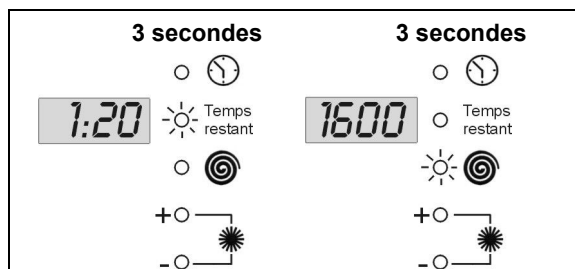 3 secondes
1:20
Temps
restant
+
-
3 secondes
1600
Temps
restant
+
-